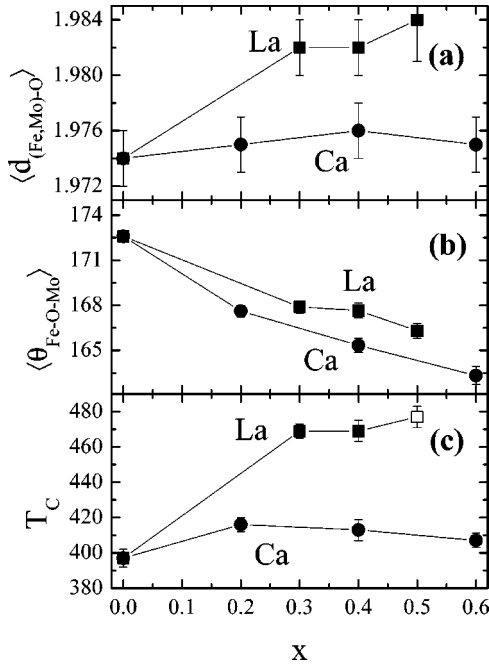 1.984
La
(a)
1.980
⟨d(Fe,Mo)-O⟩
1.976
Ca
1.972
172
(b)
⟨θFe-O-Mo⟩
La
168
Ca
165
480
La
(c)
460
TC
440
420
Ca
400
380
0.0 0.1 0.2 0.3 0.4 0.5 0.6
x